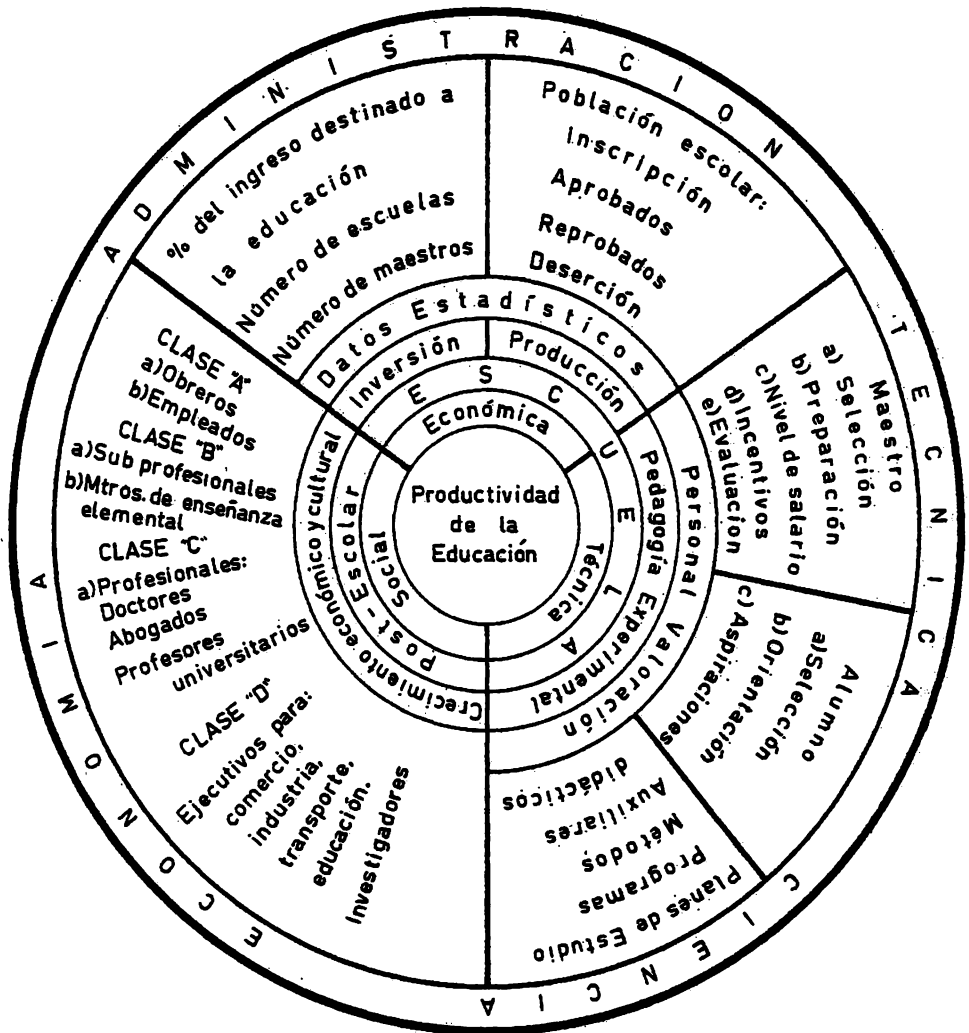 ADMINISTRACION
TECNICA
CIENCIA
ECONOMIA
% del ingreso destinado a
la educación
Número de escuelas
Número de maestros
Población escolar:
Inscripción
Aprobados
Reprobados
Deserción
Datos Estadísticos
Inversión
Producción
ESCUELA
Económica
Productividad
de la
Educación
Técnica
Social
Pedagogía Experimental
Personal Valoración
Post-Escolar
Crecimiento económico y cultural
Maestro
a) Selección
b) Preparación
c) Nivel de salario
d) Incentivos
e) Evaluacion
Alumno
a) Selección
b) Orientación
c) Aspiraciones
Planes de Estudio
Programas
Métodos
Auxiliares
didácticos
CLASE "A"
a) Obreros
b) Empleados
CLASE "B"
a) Sub profesionales
b) Mtros. de enseñanza
elemental
CLASE "C"
a) Profesionales:
Doctores
Abogados
Profesores
universitarios
CLASE "D"
Ejecutivos para:
comercio,
industria,
transporte,
educación.
Investigadores